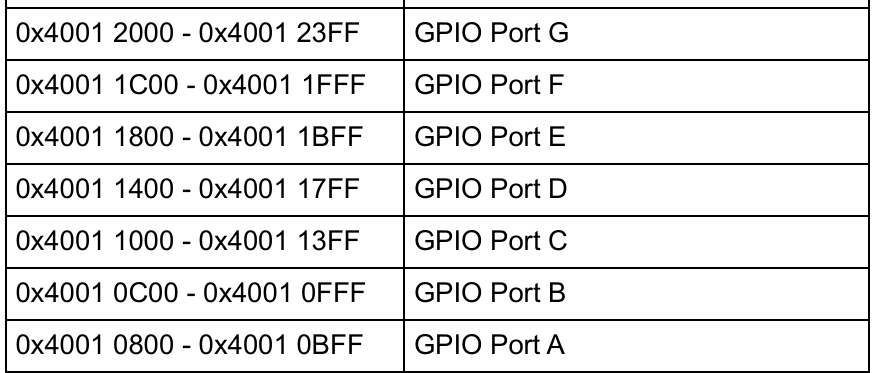 0x4001 2000 - 0x4001 23FF GPIO Port G
0x4001 1C00 - 0x4001 1FFF GPIO Port F
0x4001 1800 - 0x4001 1BFF GPIO Port E
0x4001 1400 - 0x4001 17FF GPIO Port D
0x4001 1000 - 0x4001 13FF GPIO Port C
0x4001 0C00 - 0x4001 0FFF GPIO Port B
0x4001 0800 - 0x4001 0BFF GPIO Port A